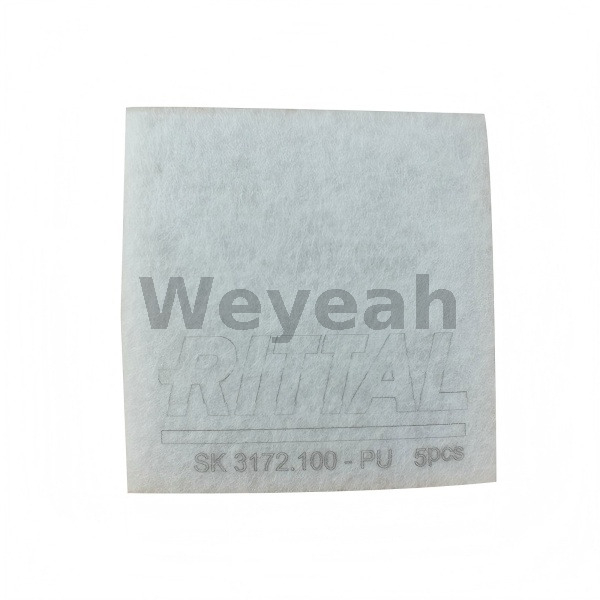 Weyeah
RITTAL
SK 3172.100 - PU 5pcs